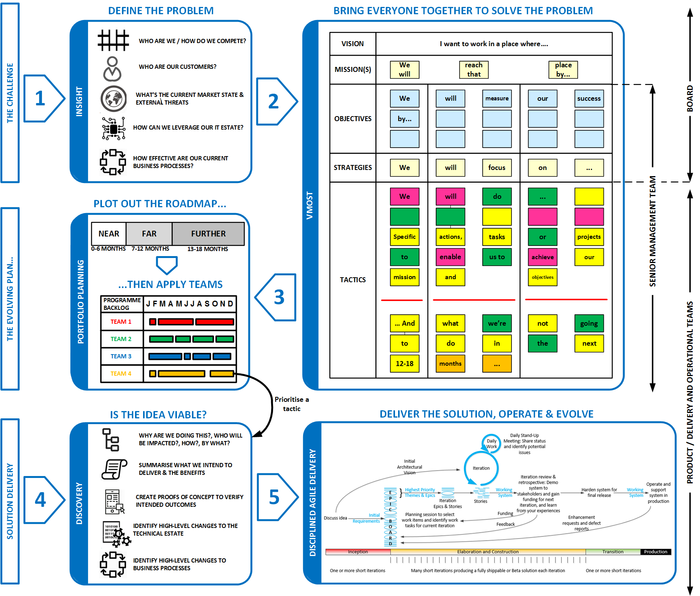 DEFINE THE PROBLEM
BRING EVERYONE TOGETHER TO SOLVE THE PROBLEM
THE CHALLENGE
1
INSIGHT
WHO ARE WE / HOW DO WE COMPETE?
WHO ARE OUR CUSTOMERS?
WHAT'S THE CURRENT MARKET STATE &
EXTERNAL THREATS
HOW CAN WE LEVERAGE OUR IT ESTATE?
HOW EFFECTIVE ARE OUR CURRENT
BUSINESS PROCESSES?
2
VMOST
VISION
I want to work in a place where....
MISSION(S)
We
will
reach
that
place
by...
OBJECTIVES
We
will
measure
our
success
by...
STRATEGIES
We
will
focus
on
...
TACTICS
We
will
do
...
Specific
actions,
tasks
or
projects
to
enable
us to
achieve
our
mission
and
objectives
... And
what
we're
not
going
to
do
in
the
next
12-18
months
...
BOARD
SENIOR MANAGEMENT TEAM
PRODUCT / DELIVERY AND OPERATIONAL TEAMS
THE EVOLVING PLAN...
PLOT OUT THE ROADMAP...
PORTFOLIO PLANNING
NEAR
FAR
FURTHER
0-6 MONTHS
7-12 MONTHS
13-18 MONTHS
...THEN APPLY TEAMS
PROGRAMME
BACKLOG
J F M A M J J A S O N D
TEAM 1
TEAM 2
TEAM 3
TEAM 4
3
Prioritise a
tactic
SOLUTION DELIVERY
4
IS THE IDEA VIABLE?
DISCOVERY
WHY ARE WE DOING THIS?, WHO WILL
BE IMPACTED?, HOW?, BY WHAT?
SUMMARISE WHAT WE INTEND TO
DELIVER & THE BENEFITS
CREATE PROOFS OF CONCEPT TO VERIFY
INTENDED OUTCOMES
IDENTIFY HIGH-LEVEL CHANGES TO THE
TECHNICAL ESTATE
IDENTIFY HIGH-LEVEL CHANGES TO
BUSINESS PROCESSES
5
DELIVER THE SOLUTION, OPERATE & EVOLVE
DISCIPLINED AGILE DELIVERY
Daily
Work
Daily Stand-Up
Meeting: Share status
and identify
potential issues
Iteration
Initial
Architectural
Vision
Highest-Priority
Themes & Epics
Iteration
Epics & Stories
Stories
Working
System
Iteration review &
retrospective: Demo
system to
stakeholders and gain
funding for next
iteration, and learn
from your experiences
Harden system for
final release
Working
System
Operate and
support
system in
production
Discuss idea
Initial
Requirements
Planning session to select
work items and identify work
tasks for current iteration
Funding
Feedback
Enhancement
requests and defect
reports
Inception
Elaboration and Construction
Transition
Production
One or more short iterations
Many short iterations producing a fully shippable or Beta solution each iteration
One or more short iterations